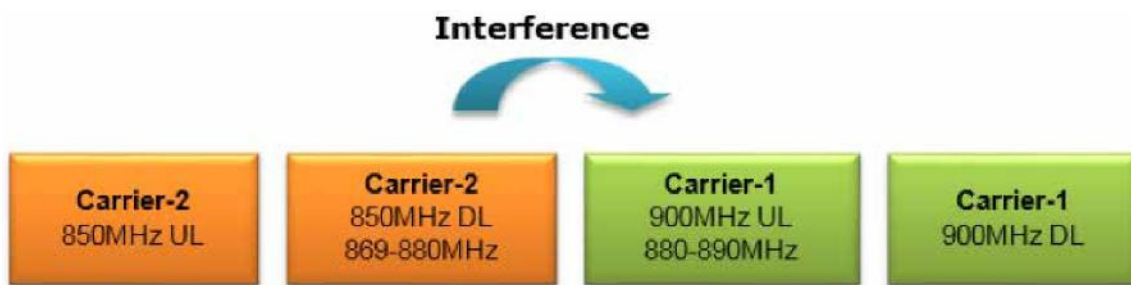 Interference
Carrier-2
850MHz UL
Carrier-2
850MHz DL
869-880MHz
Carrier-1
900MHz UL
880-890MHz
Carrier-1
900MHz DL